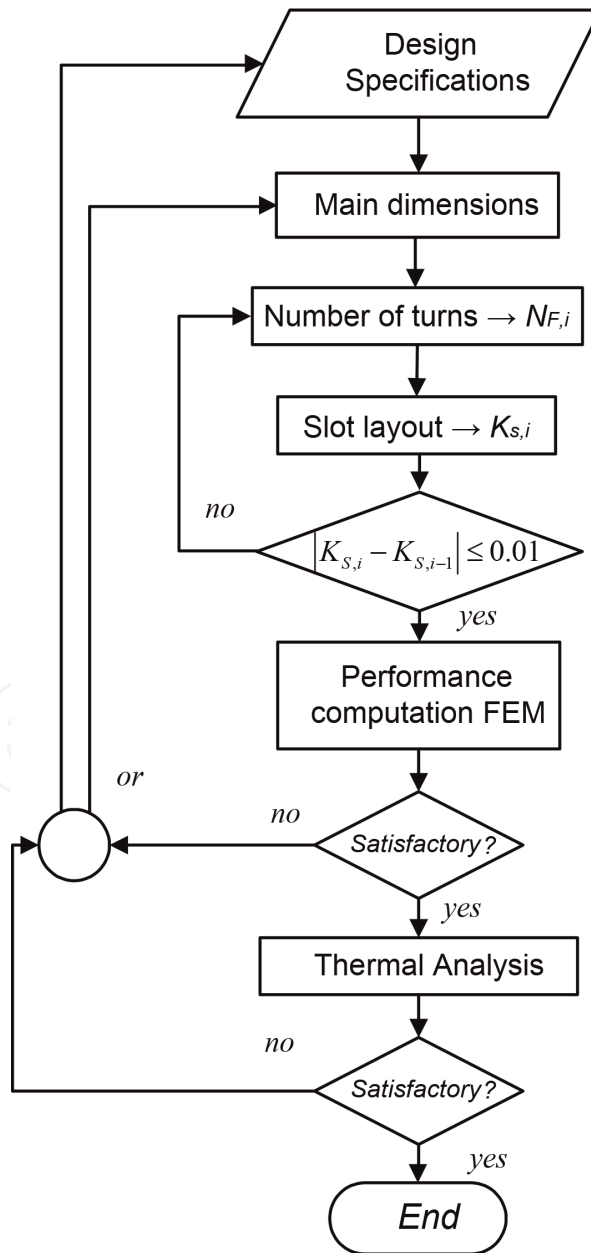 Design
Specifications
Main dimensions
Number of turns → NF,i
Slot layout → Ks,i
no
|KS,i − KS,i−1| ≤ 0.01
yes
Performance
computation FEM
or
no
Satisfactory?
yes
Thermal Analysis
no
Satisfactory?
yes
End